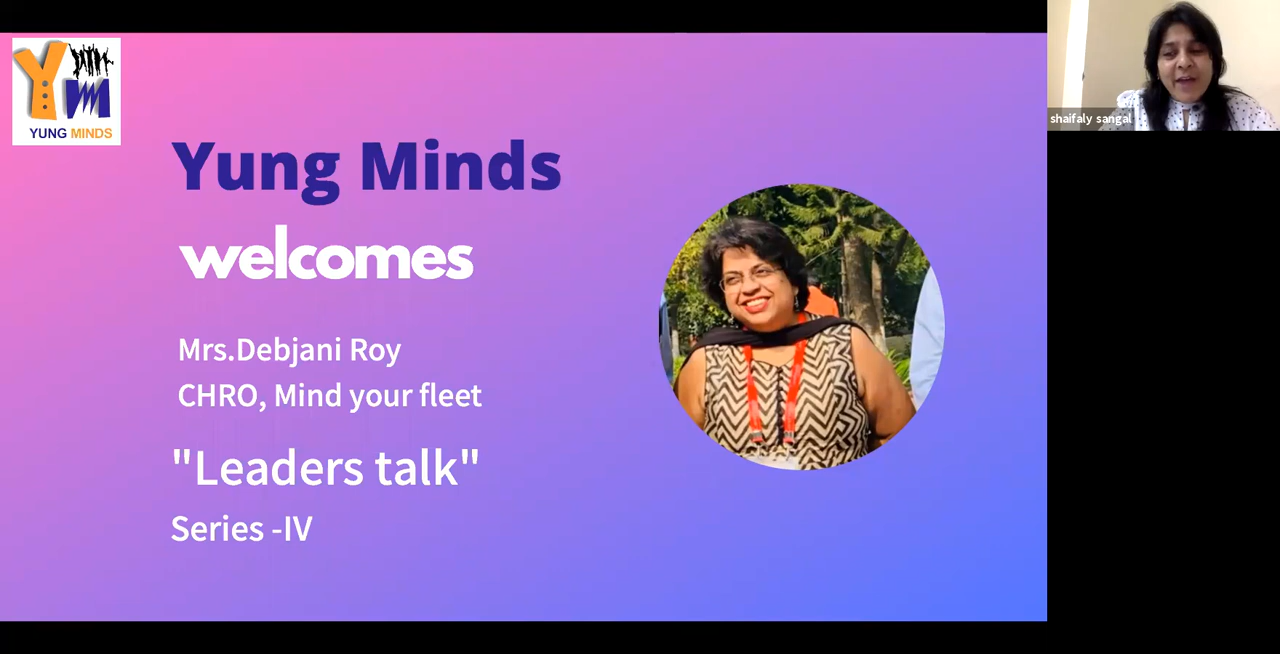 YUNG MINDS
Yung Minds
welcomes
Mrs.Debjani Roy
CHRO, Mind your fleet
"Leaders talk"
Series -IV
shaifaly sangal